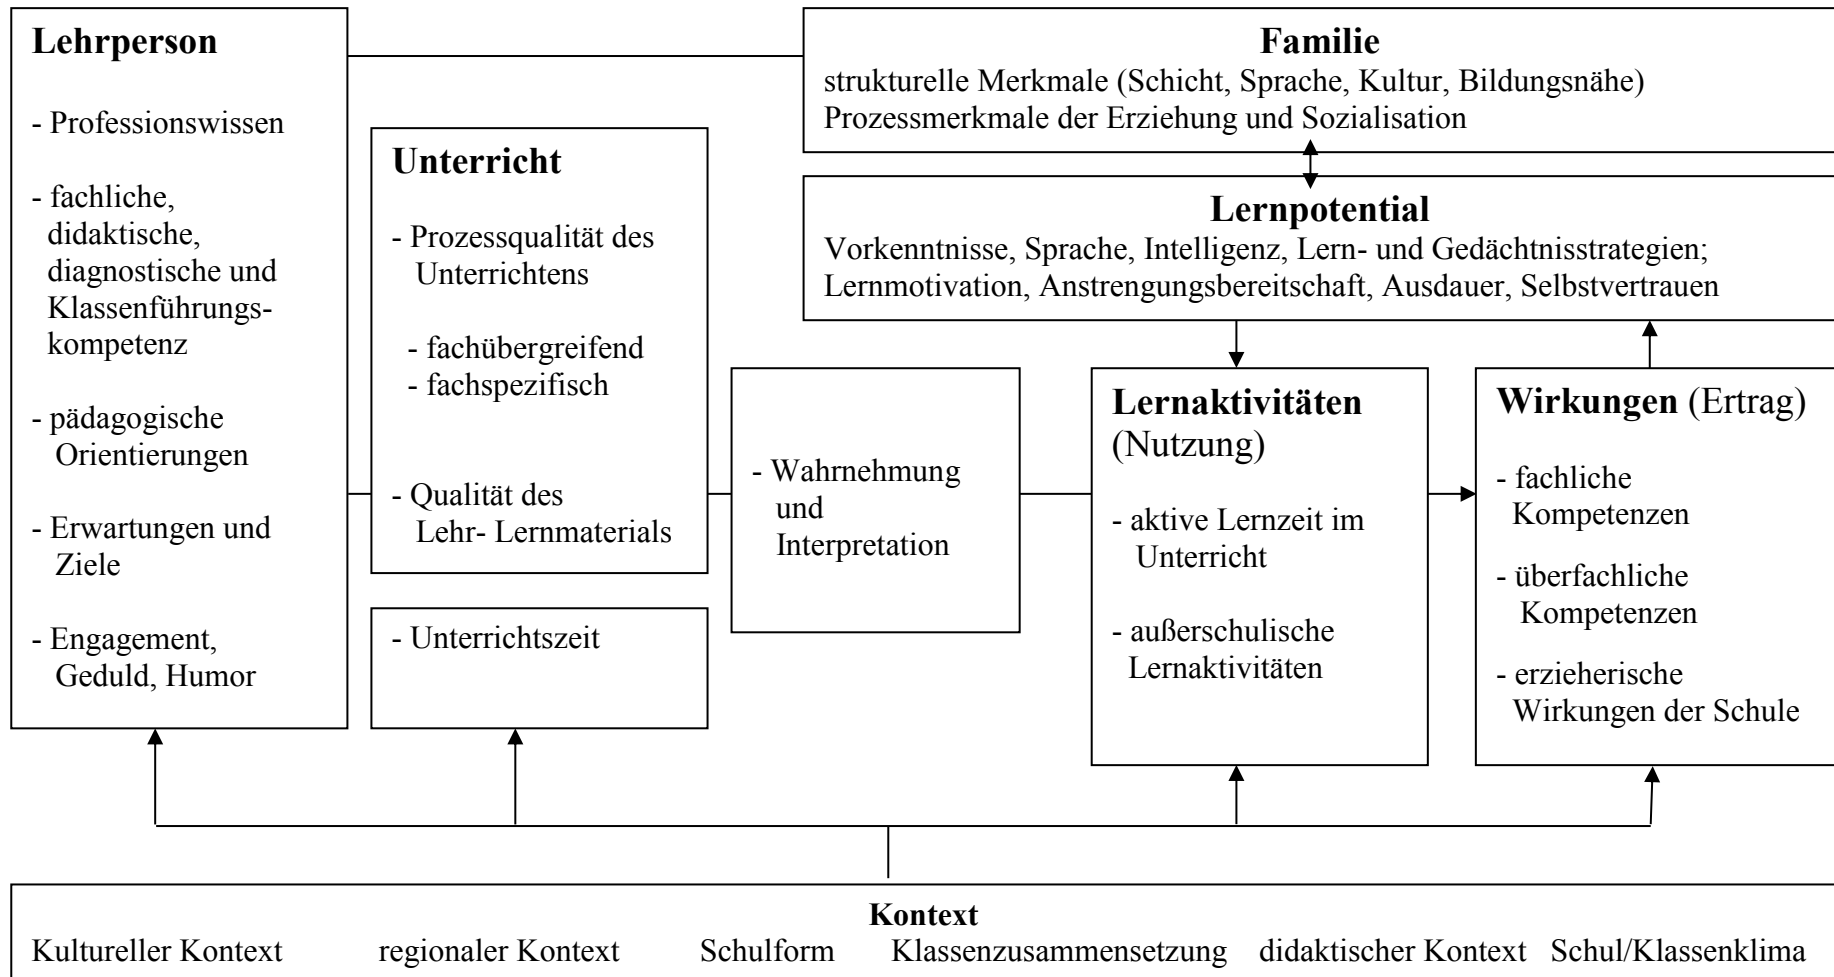 Lehrperson
- Professionswissen
- fachliche,
didaktische,
diagnostische und
Klassenführungs-
kompetenz
- pädagogische
Orientierungen
- Erwartungen und
Ziele
- Engagement,
Geduld, Humor
Unterricht
- Prozessqualität des
Unterrichtens
- fachübergreifend
- fachspezifisch
- Qualität des
Lehr- Lernmaterials
- Unterrichtszeit
- Wahrnehmung
und
Interpretation
Familie
strukturelle Merkmale (Schicht, Sprache, Kultur, Bildungsnähe)
Prozessmerkmale der Erziehung und Sozialisation
Lernpotential
Vorkenntnisse, Sprache, Intelligenz, Lern- und Gedächtnisstrategien;
Lernmotivation, Anstrengungsbereitschaft, Ausdauer, Selbstvertrauen
Lernaktivitäten
(Nutzung)
- aktive Lernzeit im
Unterricht
- außerschulische
Lernaktivitäten
Wirkungen (Ertrag)
- fachliche
Kompetenzen
- überfachliche
Kompetenzen
- erzieherische
Wirkungen der Schule
Kontext
Kultureller Kontext regionaler Kontext Schulform Klassenzusammensetzung didaktischer Kontext Schul/Klassenklima